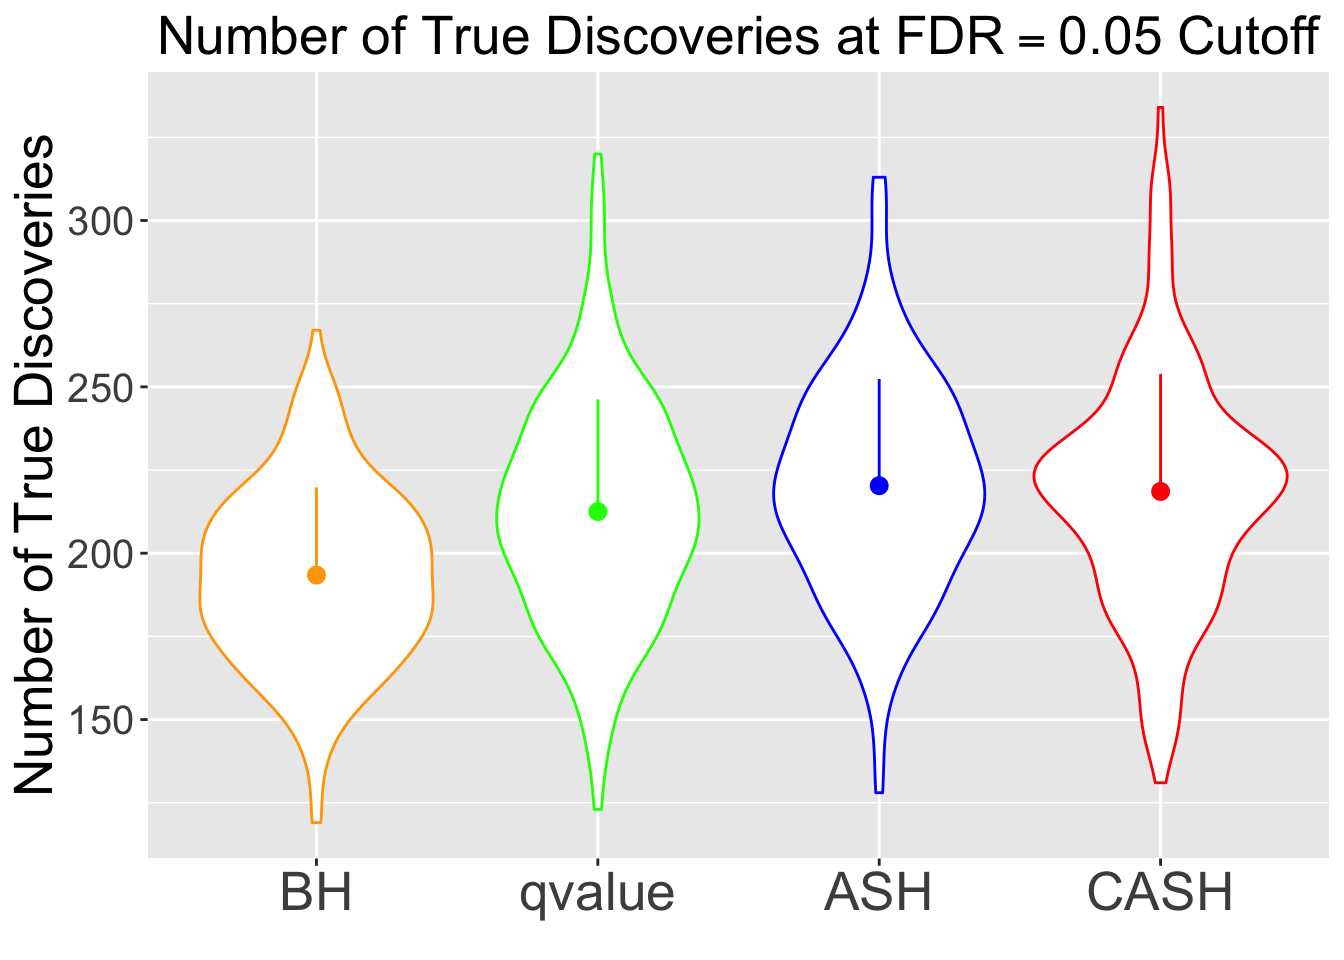 Number of True Discoveries at FDR = 0.05 Cutoff
Number of True Discoveries
300
250
200
150
BH
qvalue
ASH
CASH